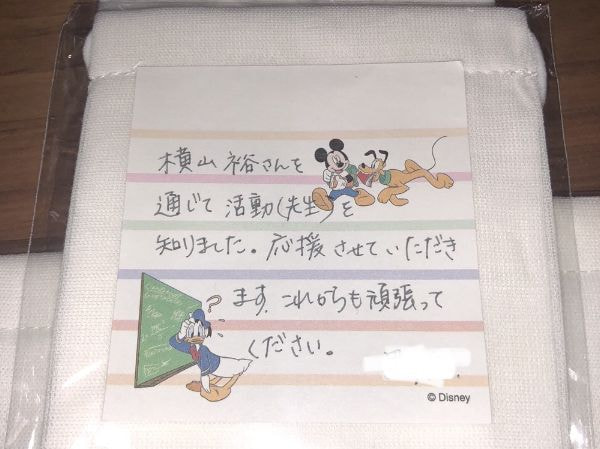 横山 裕さんを
通じて 活動(先生)を
知りました。応援 させていただき
ます。これからも頑張って
ください。
?
© Disney